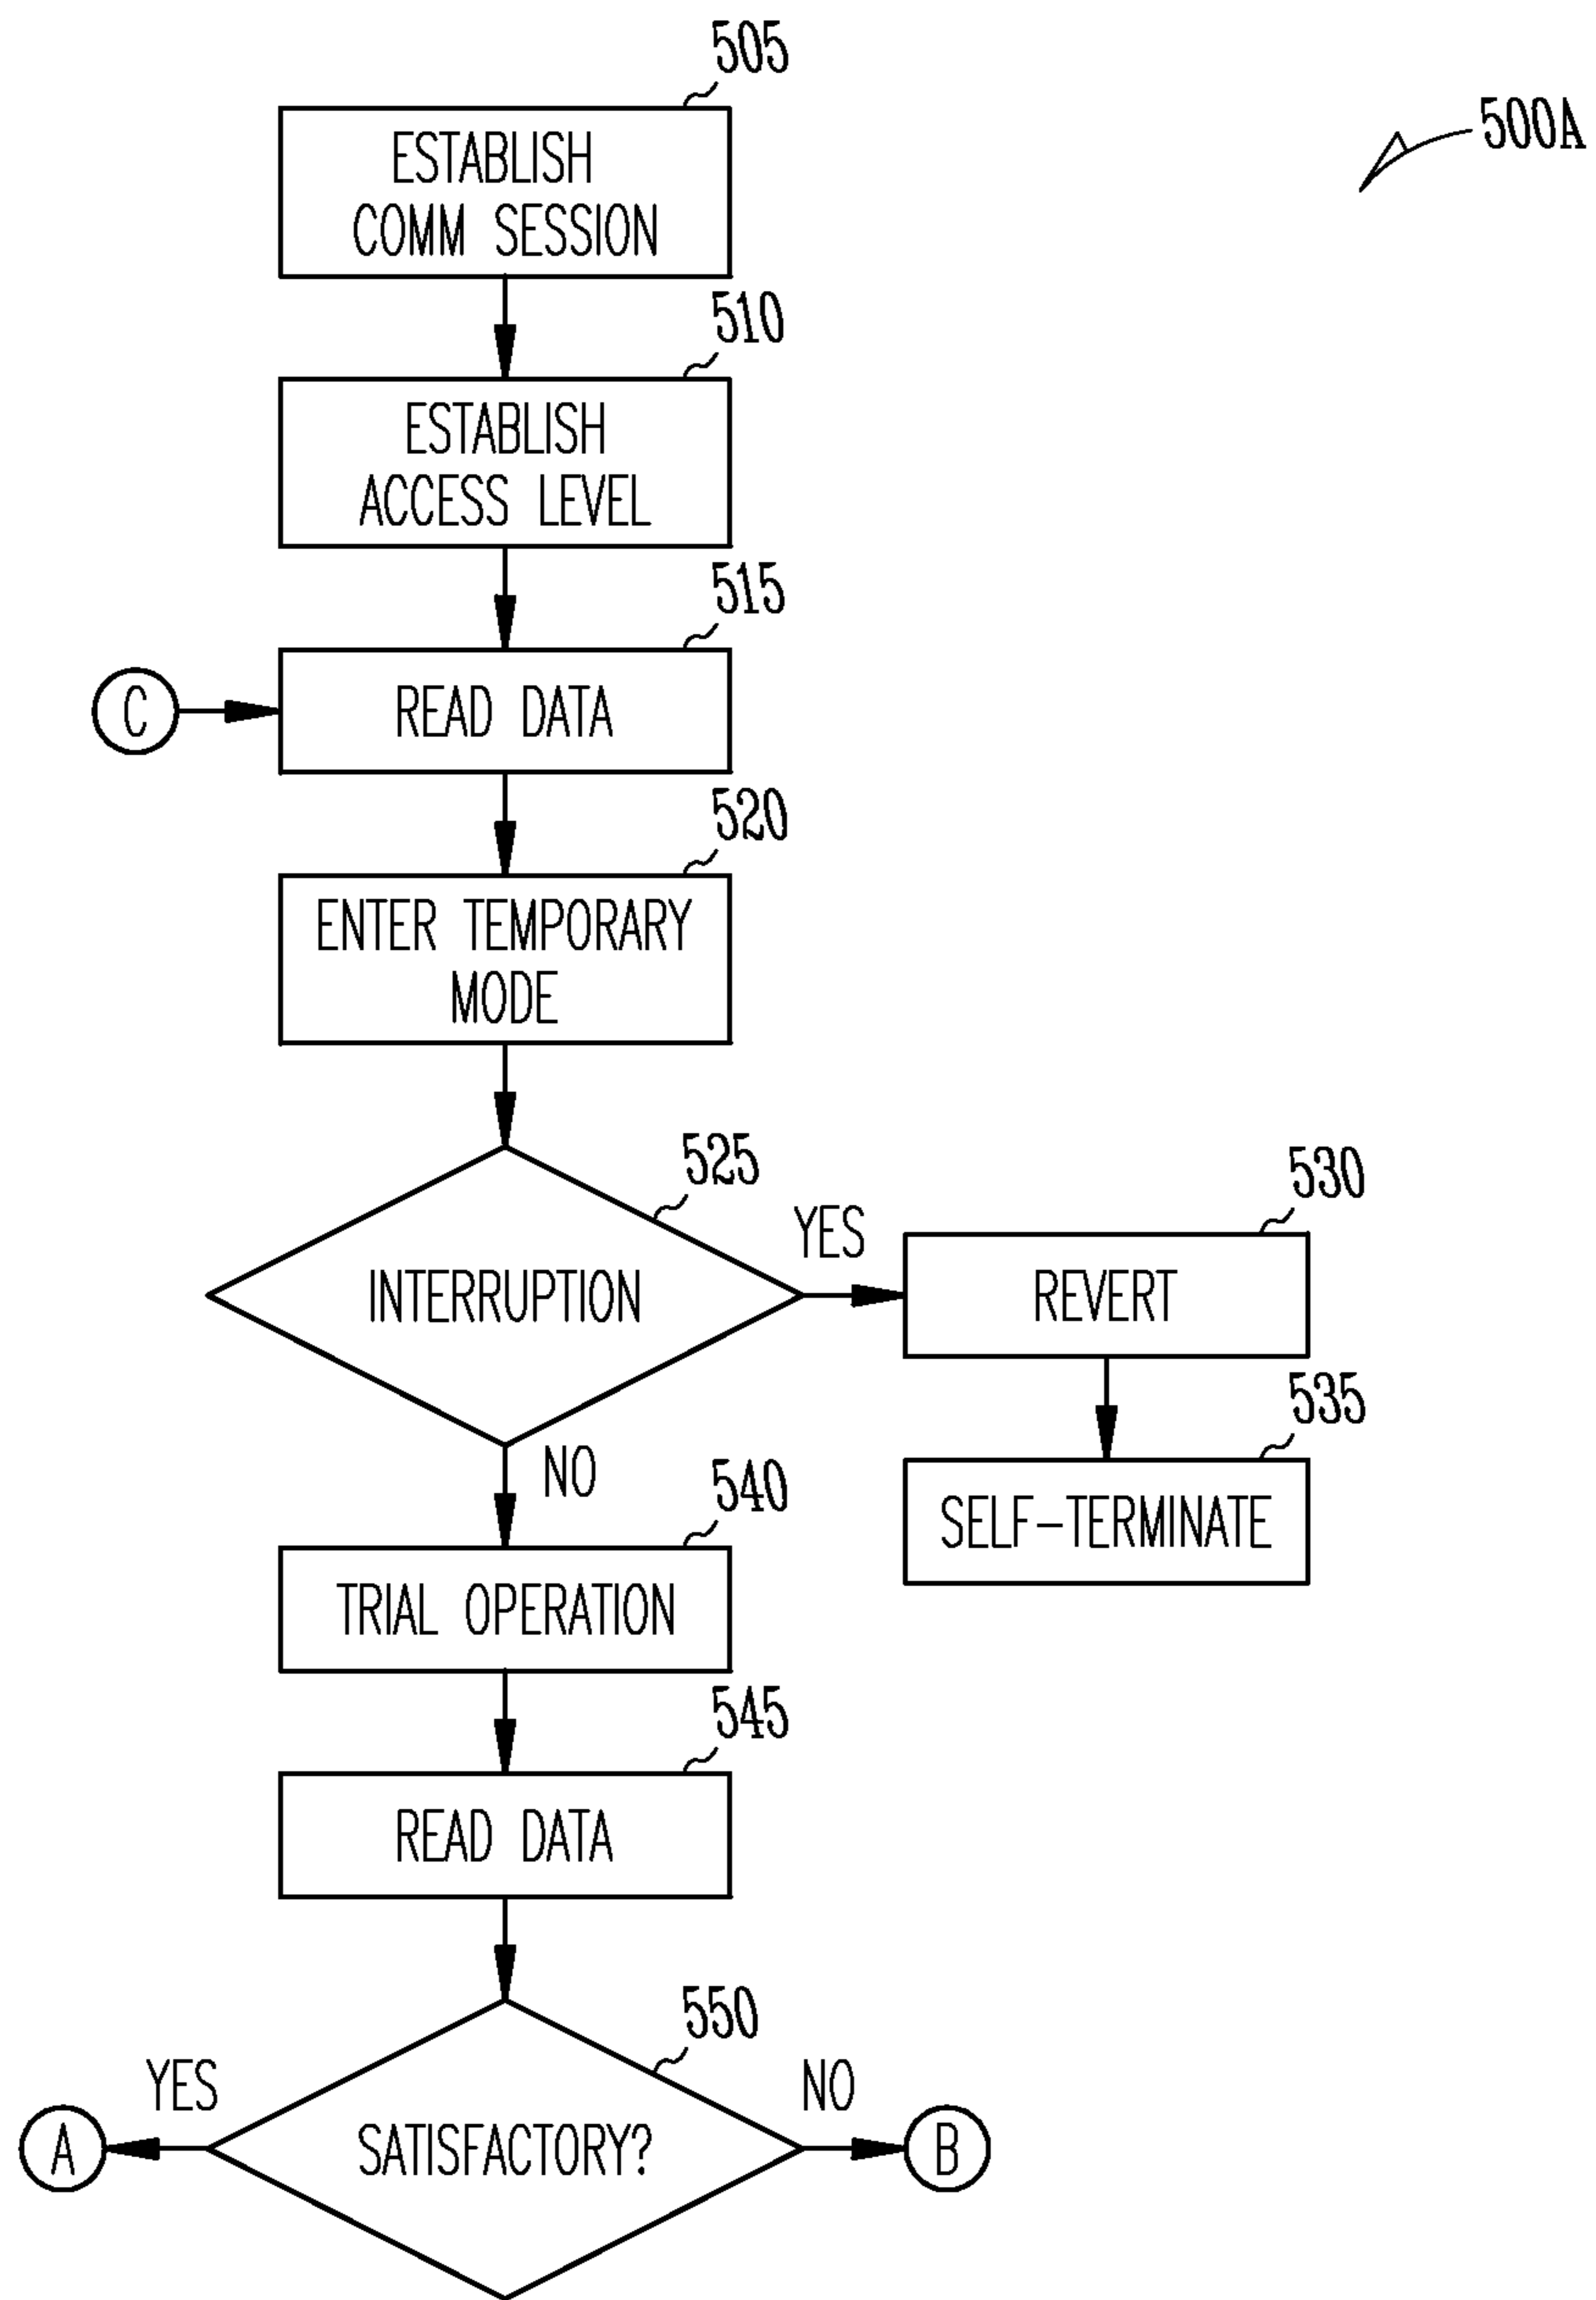 505
500A
ESTABLISH
COMM SESSION
510
ESTABLISH
ACCESS LEVEL
515
C
READ DATA
520
ENTER TEMPORARY
MODE
525
INTERRUPTION
YES
530
REVERT
535
SELF-TERMINATE
NO
540
TRIAL OPERATION
545
READ DATA
550
YES
NO
A
SATISFACTORY?
B